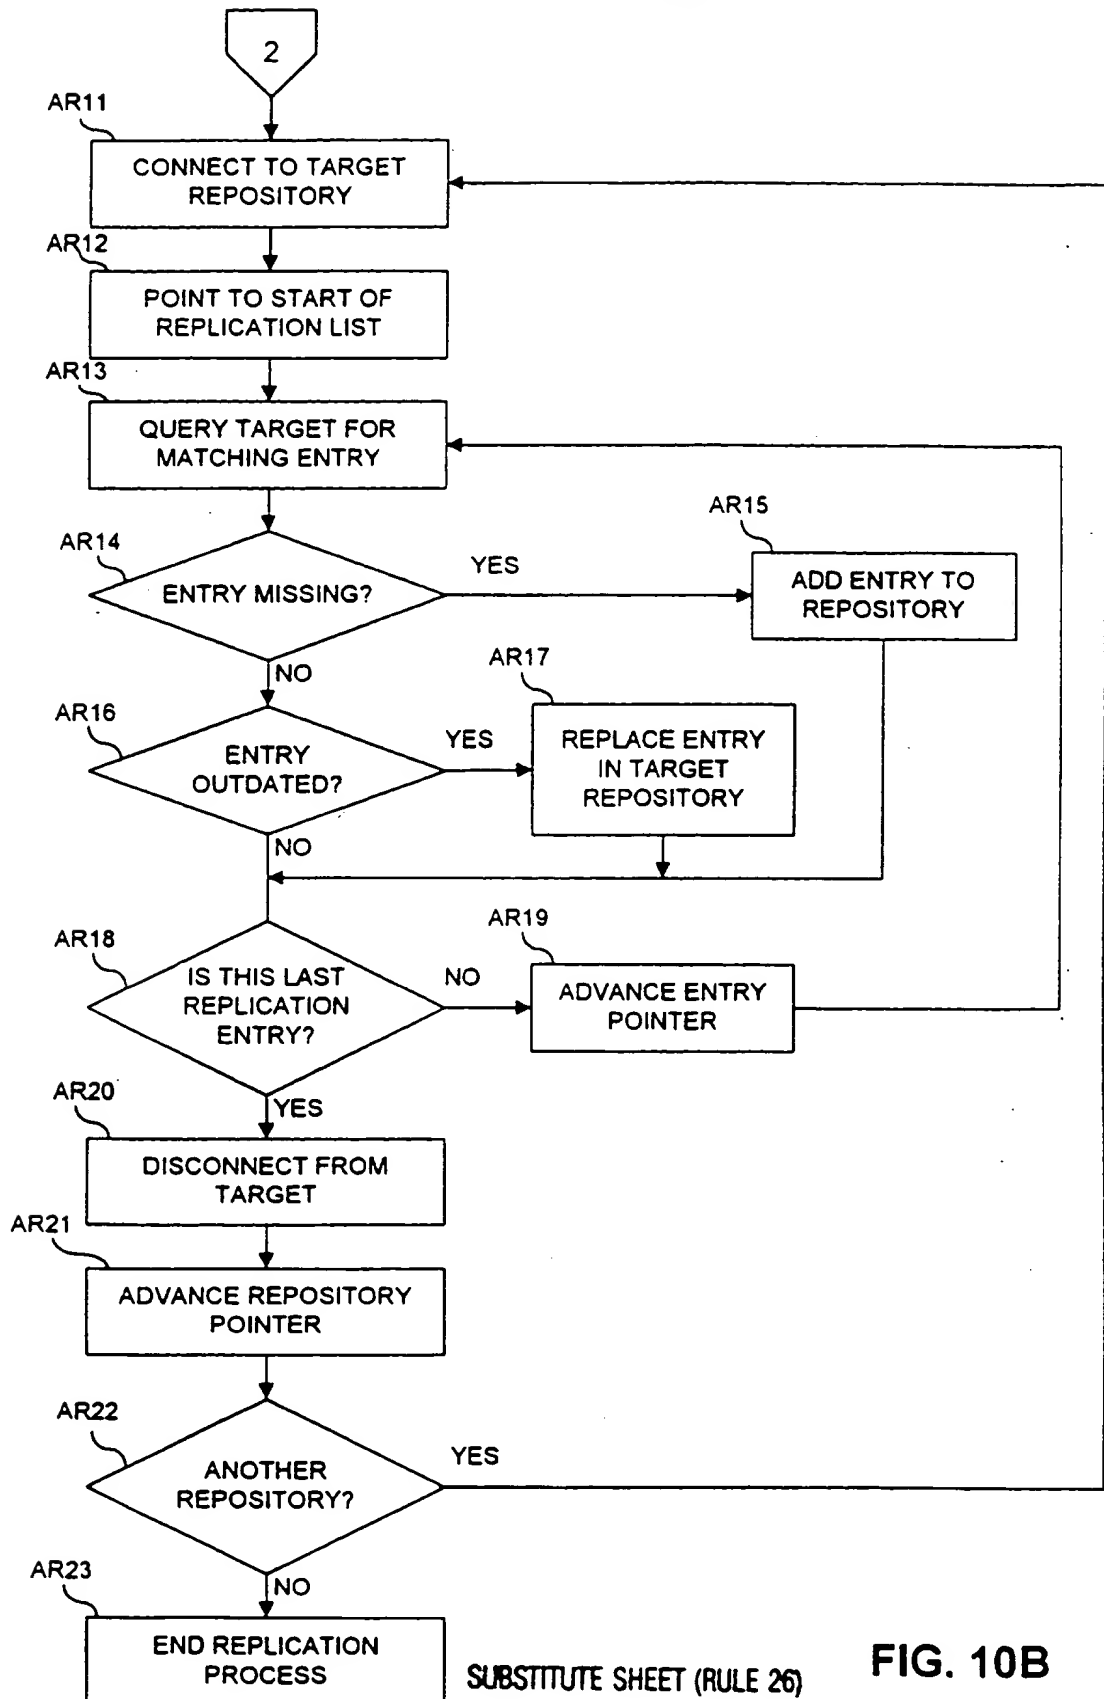 2
AR11
CONNECT TO TARGET
REPOSITORY
AR12
POINT TO START OF
REPLICATION LIST
AR13
QUERY TARGET FOR
MATCHING ENTRY
AR14
ENTRY MISSING?
YES
AR15
ADD ENTRY TO
REPOSITORY
NO
AR16
ENTRY
OUTDATED?
YES
AR17
REPLACE ENTRY
IN TARGET
REPOSITORY
NO
AR18
IS THIS LAST
REPLICATION
ENTRY?
NO
AR19
ADVANCE ENTRY
POINTER
YES
AR20
DISCONNECT FROM
TARGET
AR21
ADVANCE REPOSITORY
POINTER
AR22
ANOTHER
REPOSITORY?
YES
NO
AR23
END REPLICATION
PROCESS
SUBSTITUTE SHEET (RULE 26)
FIG. 10B